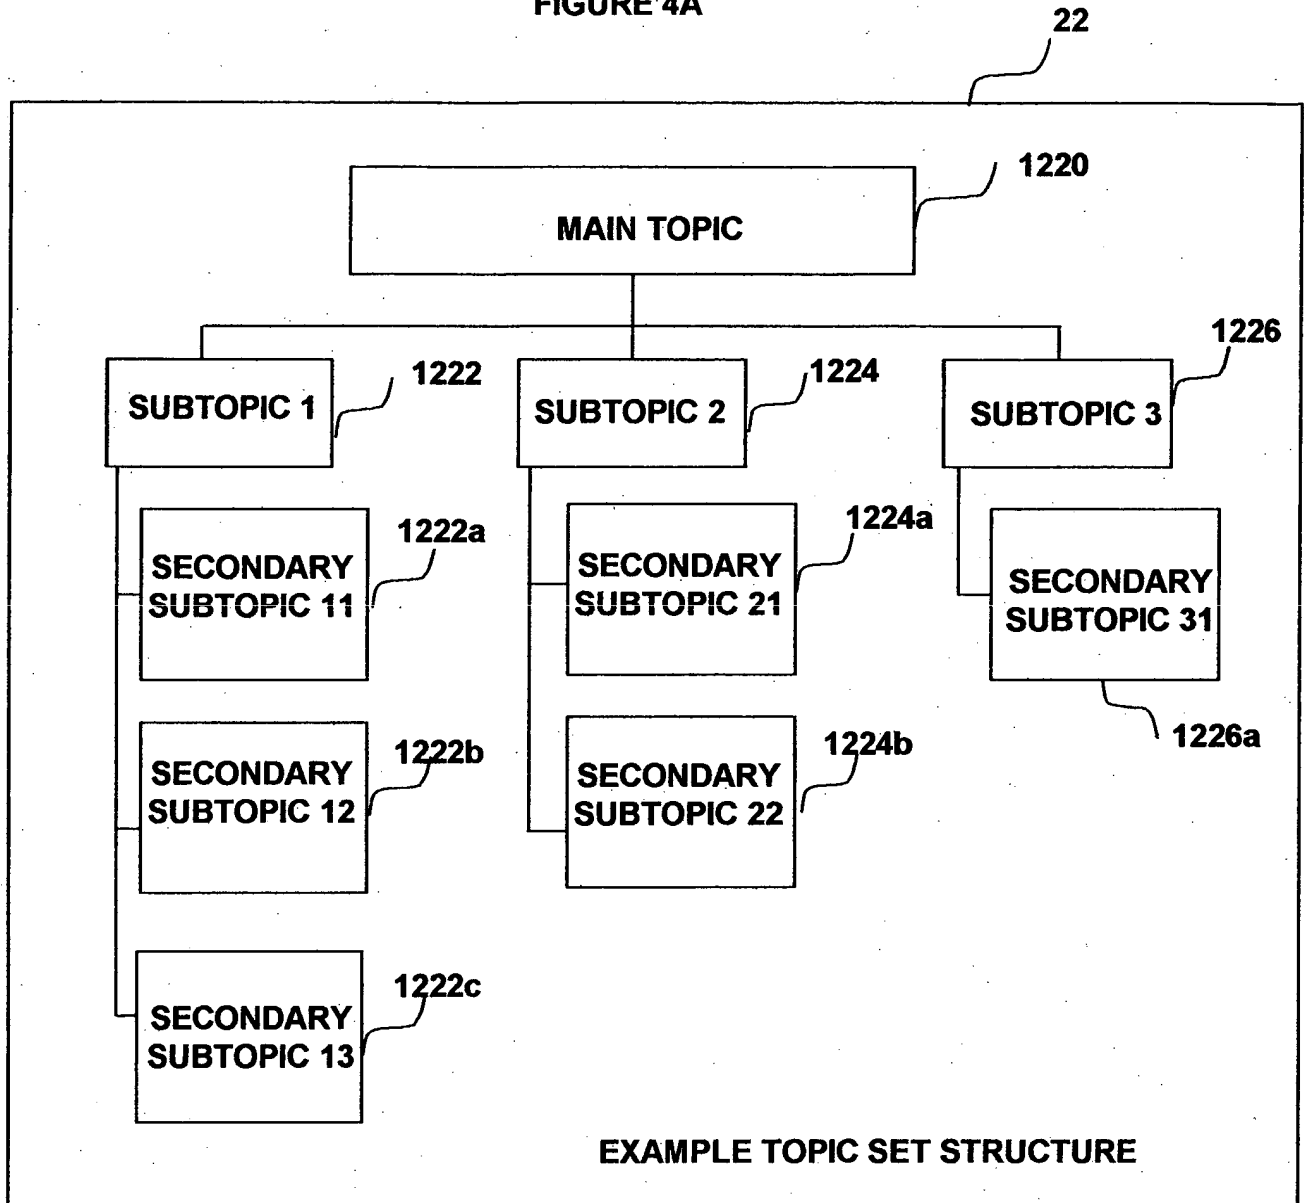 FIGURE 4A
22
1220
MAIN TOPIC
1222
SUBTOPIC 1
1224
SUBTOPIC 2
1226
SUBTOPIC 3
1222a
SECONDARY
SUBTOPIC 11
1224a
SECONDARY
SUBTOPIC 21
SECONDARY
SUBTOPIC 31
1226a
1222b
SECONDARY
SUBTOPIC 12
1224b
SECONDARY
SUBTOPIC 22
1222c
SECONDARY
SUBTOPIC 13
EXAMPLE TOPIC SET STRUCTURE